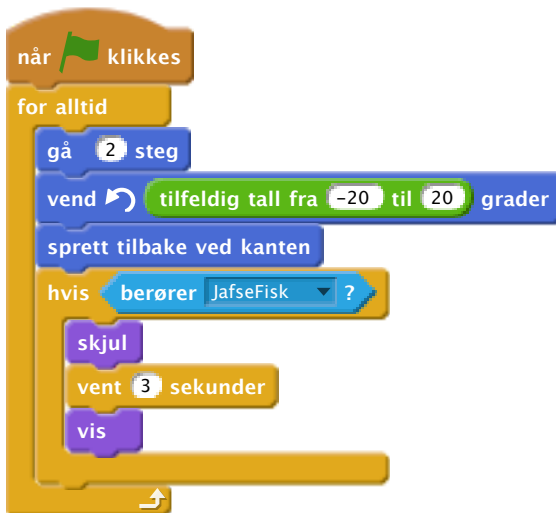 når klikkes
for alltid
gå 2 steg
vend tilfeldig tall fra -20 til 20 grader
sprett tilbake ved kanten
hvis berører JafseFisk ?
skjul
vent 3 sekunder
vis